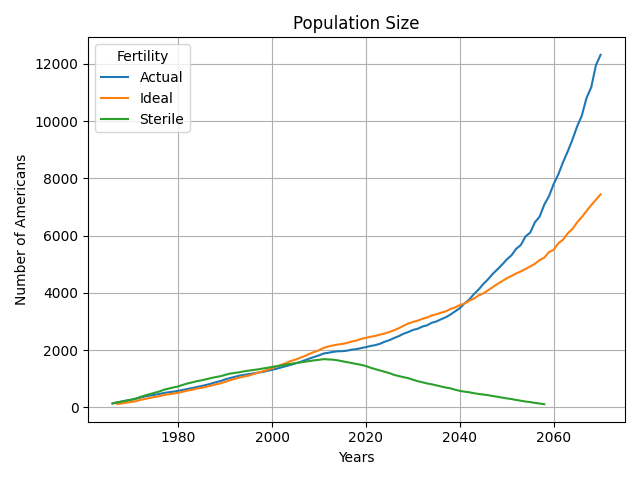 Population Size
Fertility
Actual
Ideal
Sterile
Number of Americans
12000
10000
8000
6000
4000
2000
0
1980 2000 2020 2040 2060
Years